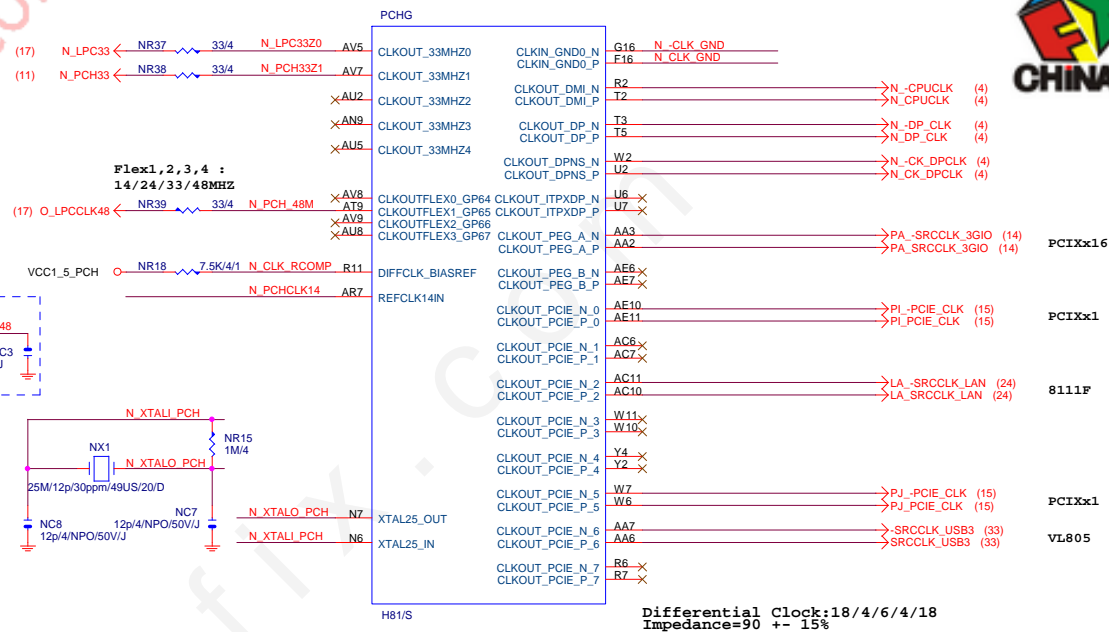 PCHG
(17) N_LPC33 NR37 33/4 N_LPC33Z0 AV5 CLKOUT_33MHZ0
(11) N_PCH33 NR38 33/4 N_PCH33Z1 AV7 CLKOUT_33MHZ1
AU2 CLKOUT_33MHZ2
AN9 CLKOUT_33MHZ3
AU5 CLKOUT_33MHZ4
Flex1,2,3,4 :
14/24/33/48MHZ
AV8 CLKOUTFLEX0_GP64
(17) O_LPCCLK48 NR39 33/4 N_PCH_48M AT9 CLKOUTFLEX1_GP65
AV9 CLKOUTFLEX2_GP66
AU8 CLKOUTFLEX3_GP67
VCC1_5_PCH NR18 7.5K/4/1 N_CLK_RCOMP R11 DIFFCLK_BIASREF
N_PCHCLK14 AR7 REFCLK14IN
48
C3
J
N_XTALI_PCH
NR15
1M/4
NX1
N_XTALO_PCH
25M/12p/30ppm/49US/20/D
NC8
12p/4/NPO/50V/J
NC7
12p/4/NPO/50V/J
N_XTALO_PCH N7 XTAL25_OUT
N_XTALI_PCH N6 XTAL25_IN
CLKIN_GND0_N G16 N_-CLK_GND
CLKIN_GND0_P F16 N_CLK_GND
CLKOUT_DMI_N R2 N_-CPUCLK (4)
CLKOUT_DMI_P T2 N_CPUCLK (4)
CLKOUT_DP_N T3 N_-DP_CLK (4)
CLKOUT_DP_P T5 N_DP_CLK (4)
CLKOUT_DPNS_N W2 N_-CK_DPCLK (4)
CLKOUT_DPNS_P U2 N_CK_DPCLK (4)
CLKOUT_ITPXDP_N U6
CLKOUT_ITPXDP_P U7
CLKOUT_PEG_A_N AA3 PA_-SRCCLK_3GIO (14)
CLKOUT_PEG_A_P AA2 PA_SRCCLK_3GIO (14)
PCIXx16
CLKOUT_PEG_B_N AE6
CLKOUT_PEG_B_P AE7
CLKOUT_PCIE_N_0 AE10 PI_-PCIE_CLK (15)
CLKOUT_PCIE_P_0 AE11 PI_PCIE_CLK (15)
PCIXx1
CLKOUT_PCIE_N_1 AC6
CLKOUT_PCIE_P_1 AC7
CLKOUT_PCIE_N_2 AC11 LA_-SRCCLK_LAN (24)
CLKOUT_PCIE_P_2 AC10 LA_SRCCLK_LAN (24)
8111F
CLKOUT_PCIE_N_3 W11
CLKOUT_PCIE_P_3 W10
CLKOUT_PCIE_N_4 Y4
CLKOUT_PCIE_P_4 Y2
CLKOUT_PCIE_N_5 W7 PJ_-PCIE_CLK (15)
CLKOUT_PCIE_P_5 W6 PJ_PCIE_CLK (15)
PCIXx1
CLKOUT_PCIE_N_6 AA7 -SRCCLK_USB3 (33)
CLKOUT_PCIE_P_6 AA6 SRCCLK_USB3 (33)
VL805
CLKOUT_PCIE_N_7 R6
CLKOUT_PCIE_P_7 R7
H81/S
Differential Clock:18/4/6/4/18
Impedance=90 +- 15%
CHINA
fix.com